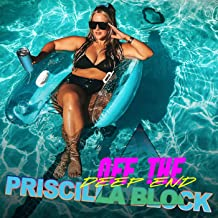 OFF THE
DEEP END
PRISCILLA BLOCK